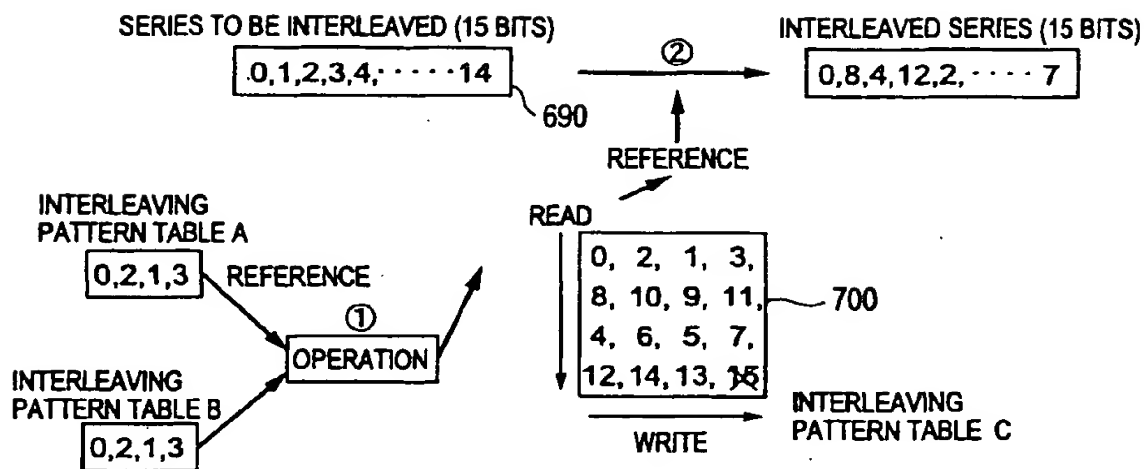 SERIES TO BE INTERLEAVED (15 BITS)
0,1,2,3,4,·····14
690
②
INTERLEAVED SERIES (15 BITS)
0,8,4,12,2,···· 7
REFERENCE
INTERLEAVING
PATTERN TABLE A
0,2,1,3
REFERENCE
①
OPERATION
INTERLEAVING
PATTERN TABLE B
0,2,1,3
READ
0, 2, 1, 3,
8, 10, 9, 11,
4, 6, 5, 7,
12, 14, 13, 15
700
WRITE
INTERLEAVING
PATTERN TABLE C